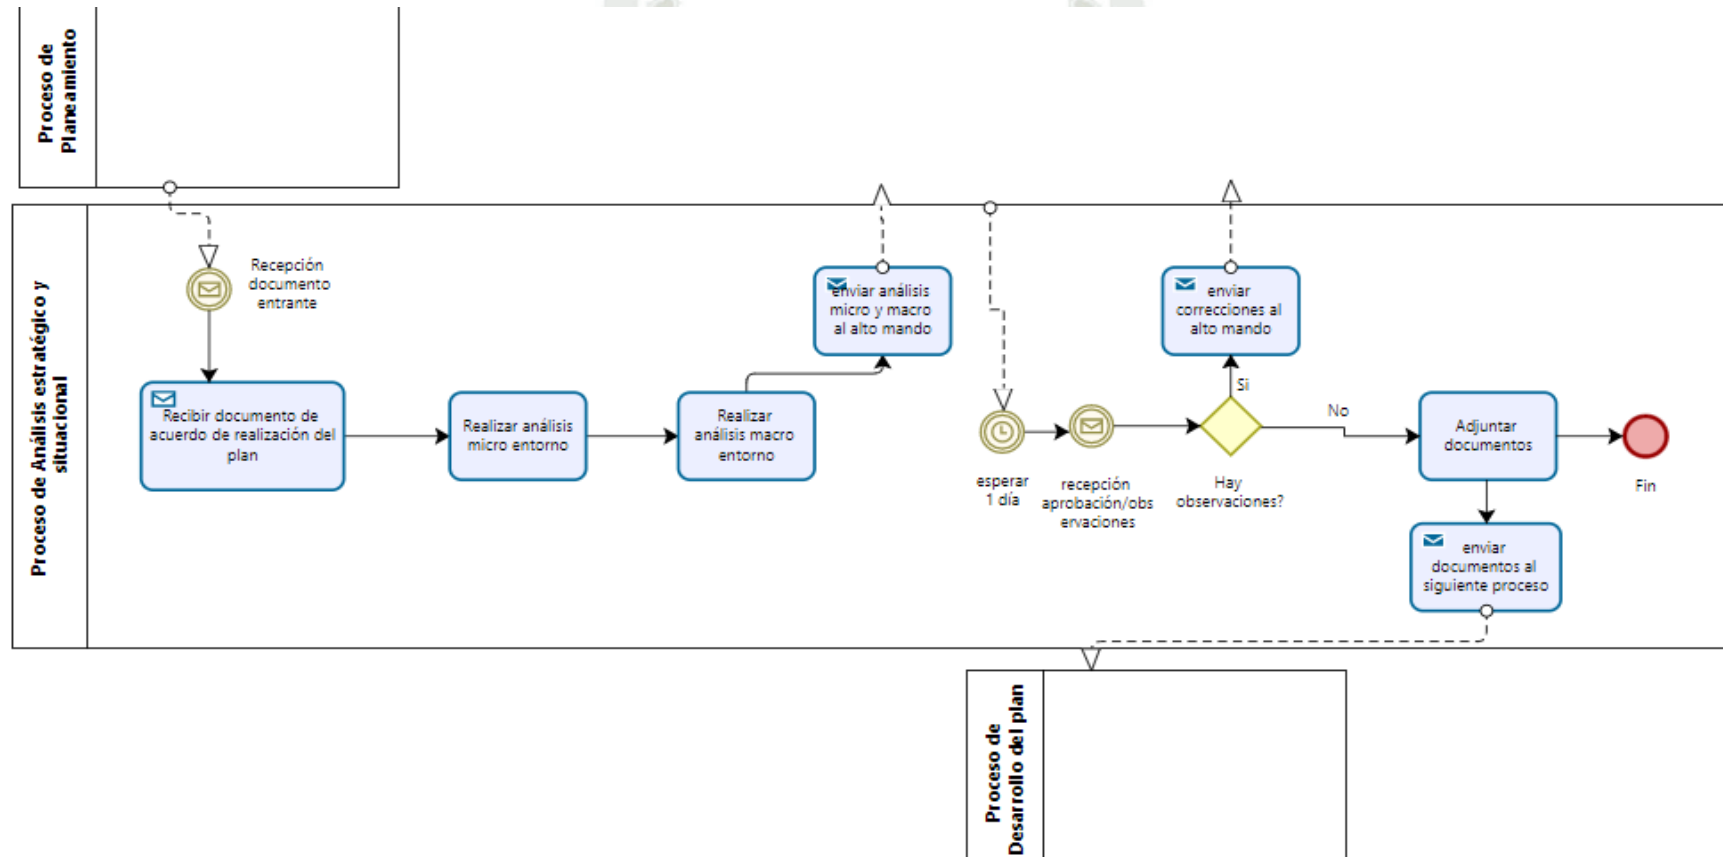 Proceso de
Planeamiento
Proceso de Análisis estratégico y
situacional
Recepción
documento
entrante
Recibir documento de
acuerdo de realización del
plan
Realizar análisis
micro entorno
Realizar
análisis macro
entorno
enviar análisis
micro y macro
al alto mando
esperar
1 día
recepción
aprobación/obs
ervaciones
Hay
observaciones?
Si
enviar
correcciones al
alto mando
No
Adjuntar
documentos
Fin
enviar
documentos al
siguiente proceso
Proceso de
Desarrollo del plan